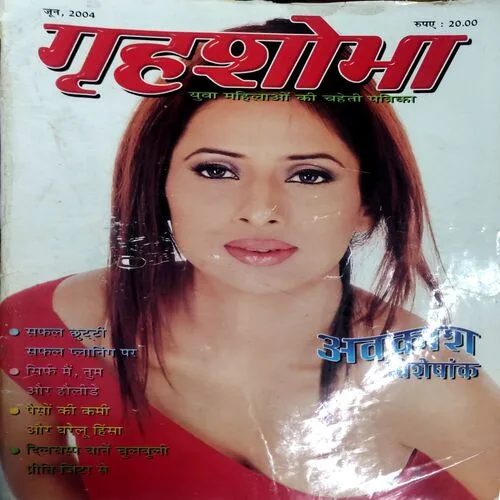 जून, 2004
रुपए : 20.00
गृहशोभा
युवा महिलाओं की चहेती पत्रिका
अवकाश
विशेषांक
सफल छुट्टी
सफल प्लानिंग पर
सिर्फ मैं, तुम
और हौलीडे
पैसों की कमी
और घरेलू हिंसा
दिलचस्प बातें चुलबुली
प्रीति जिंटा से